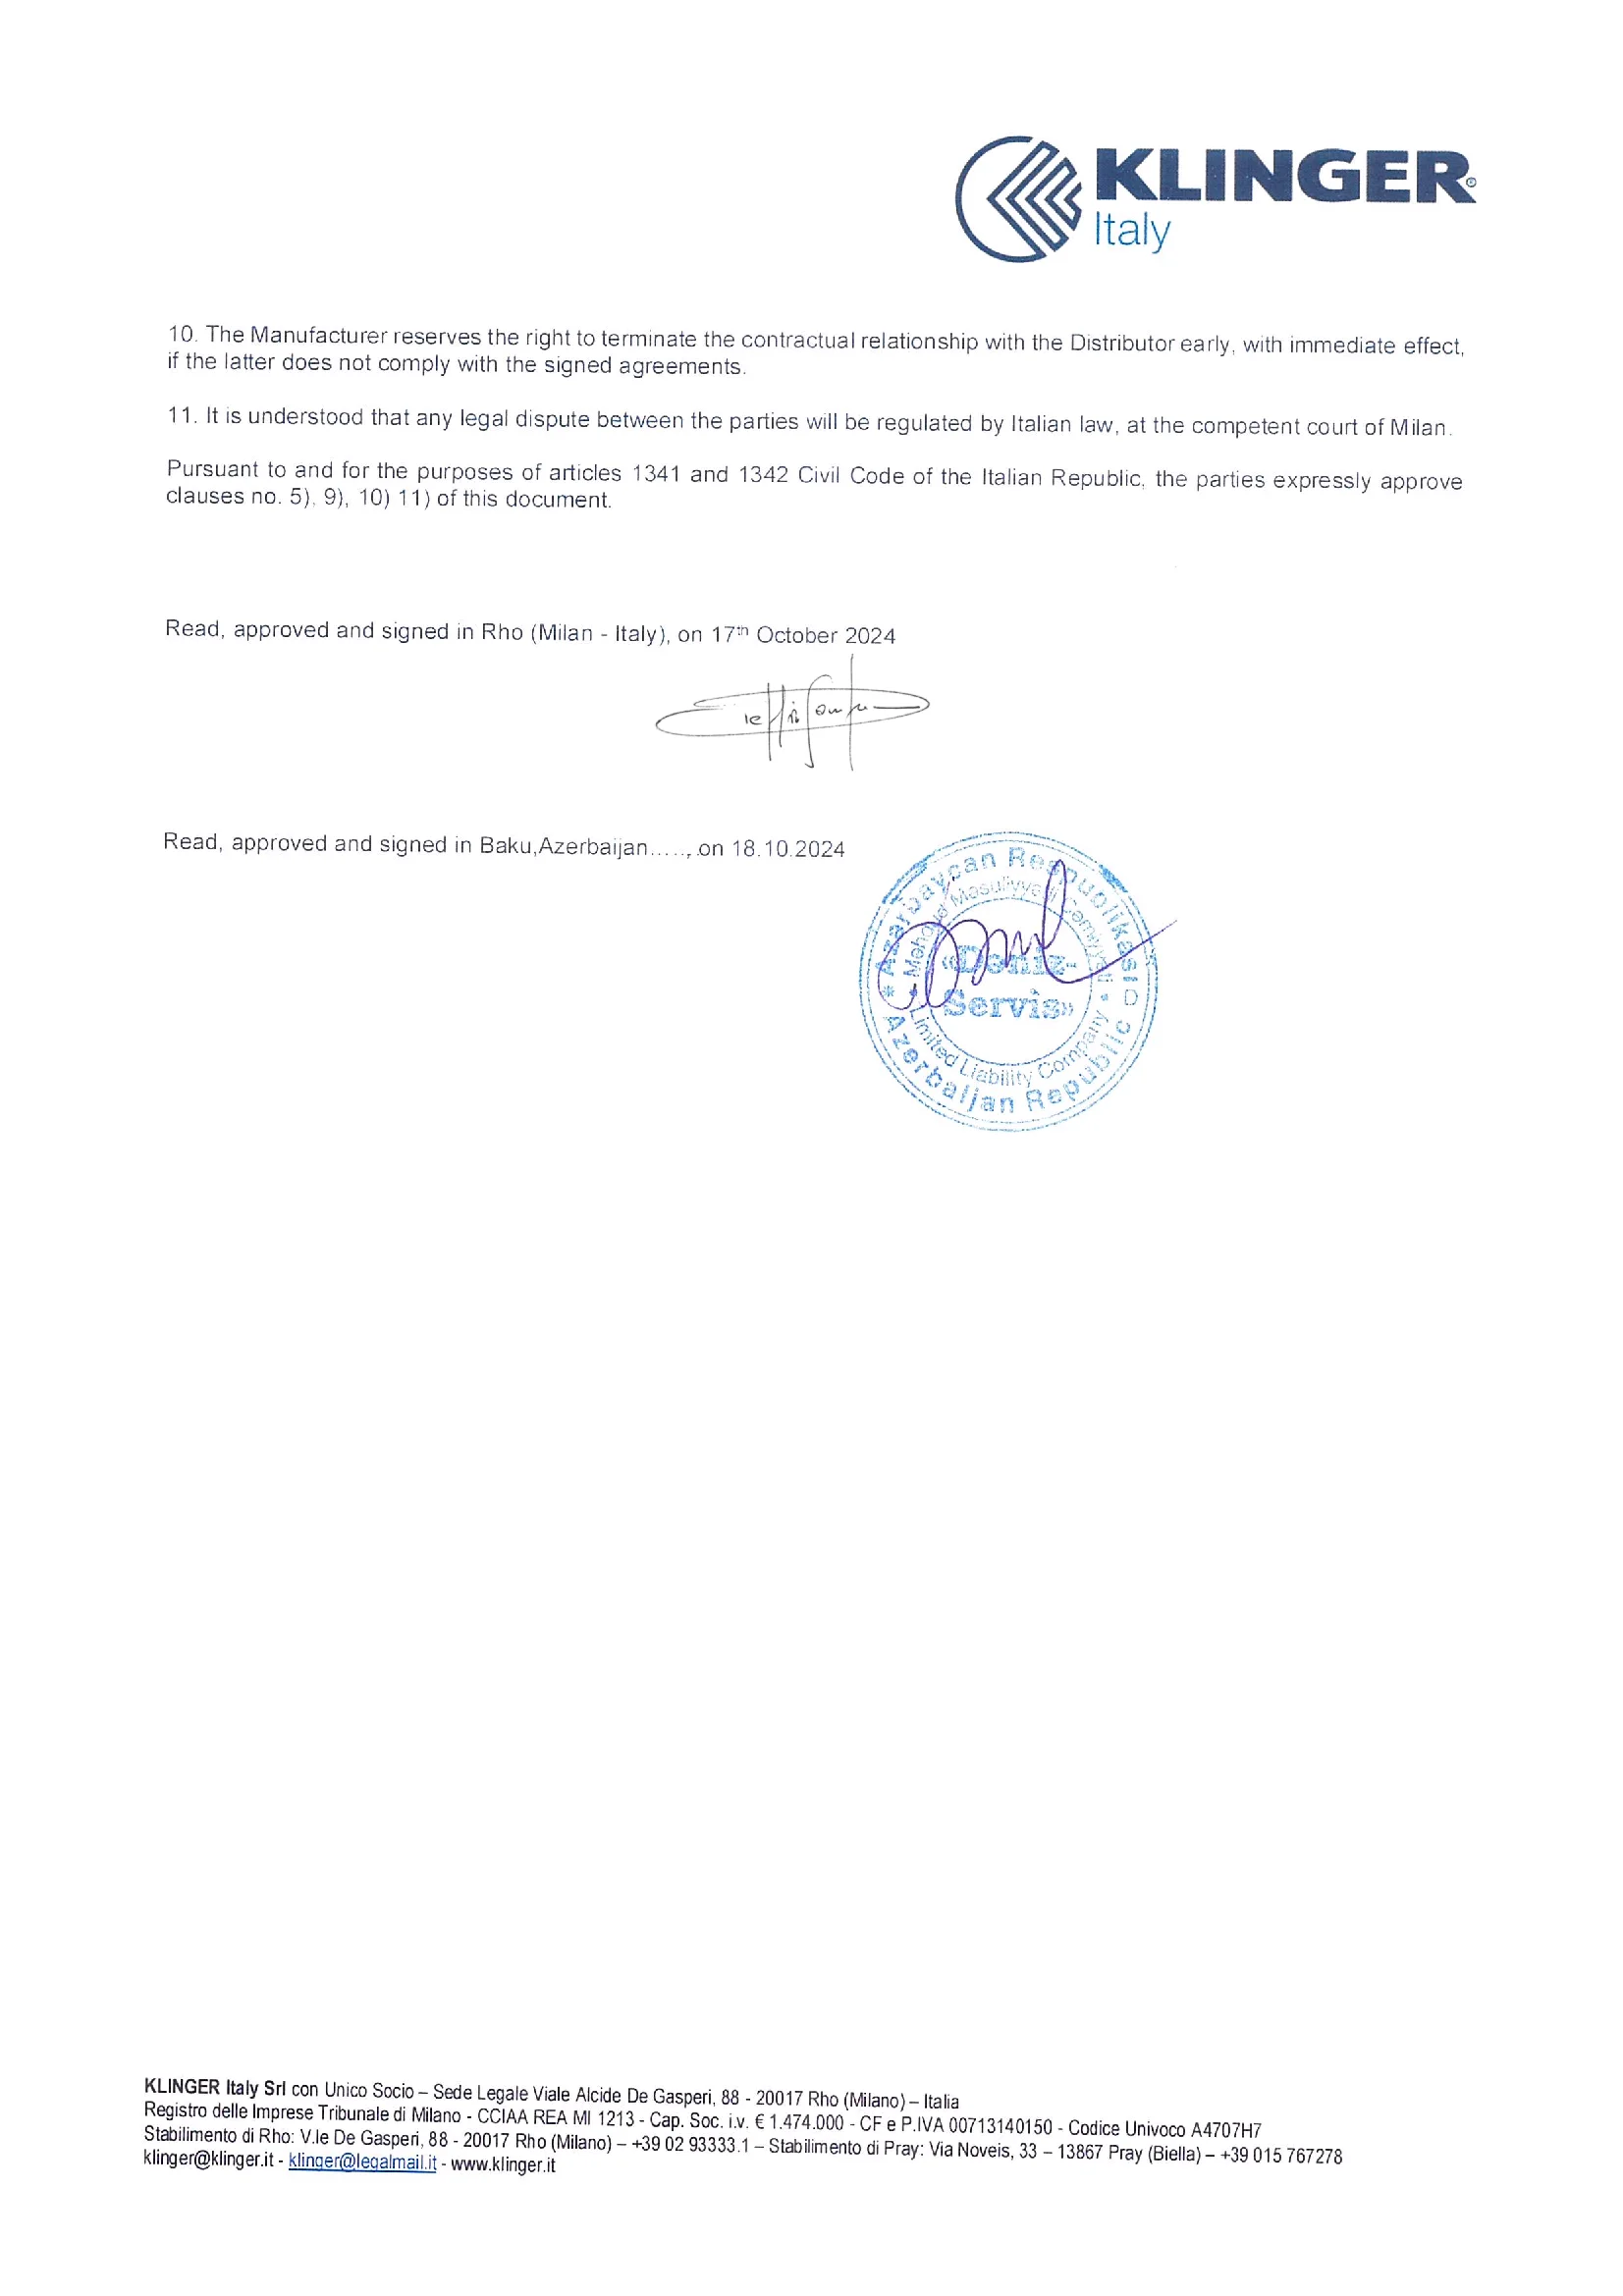 KLINGER®
Italy
10. The Manufacturer reserves the right to terminate the contractual relationship with the Distributor early, with immediate effect,
if the latter does not comply with the signed agreements.
11. It is understood that any legal dispute between the parties will be regulated by Italian law, at the competent court of Milan.
Pursuant to and for the purposes of articles 1341 and 1342 Civil Code of the Italian Republic, the parties expressly approve
clauses no. 5), 9), 10) 11) of this document.
Read, approved and signed in Rho (Milan - Italy), on 17th October 2024
Read, approved and signed in Baku,Azerbaijan....., .on 18.10.2024
Azərbaycan Respublikası
Məhdud Məsuliyyətli Cəmiyyəti
«Deniz-
Servis»
Limited Liability Company
Azerbaijan Republic
KLINGER Italy Srl con Unico Socio – Sede Legale Viale Alcide De Gasperi, 88 - 20017 Rho (Milano) – Italia
Registro delle Imprese Tribunale di Milano - CCIAA REA MI 1213 - Cap. Soc. i.v. € 1.474.000 - CF e P.IVA 00713140150 - Codice Univoco A4707H7
Stabilimento di Rho: V.le De Gasperi, 88 - 20017 Rho (Milano) – +39 02 93333.1 – Stabilimento di Pray: Via Noveis, 33 – 13867 Pray (Biella) – +39 015 767278
klinger@klinger.it - klinger@legalmail.it - www.klinger.it